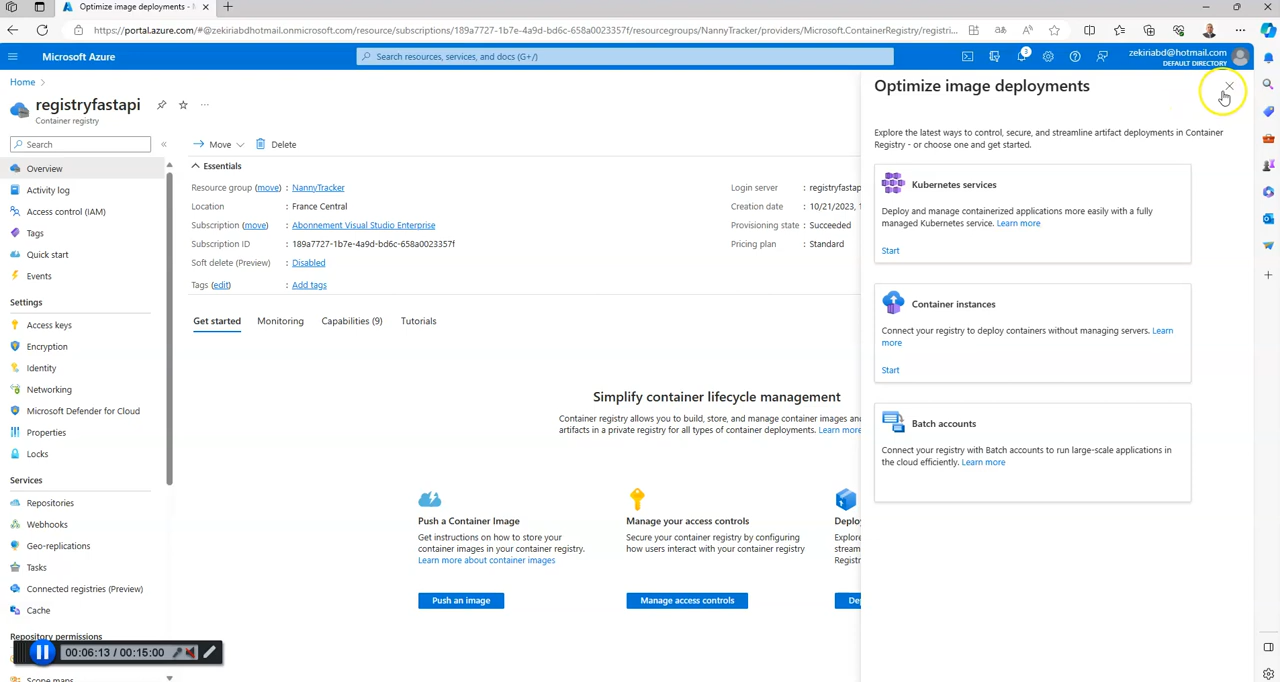 Optimize image deployments - 
https://portal.azure.com/#@zekiriabdhotmail.onmicrosoft.com/resource/subscriptions/189a7727-1b7e-4a9d-bd6c-658a0023357f/resourcegroups/NannyTracker/providers/Microsoft.ContainerRegistry/registri...
Microsoft Azure
Search resources, services, and docs (G+/)
3
zekiriabd@hotmail.com
DEFAULT DIRECTORY
Home >
registryfastapi
Container registry
Search
Overview
Activity log
Access control (IAM)
Tags
Quick start
Events
Settings
Access keys
Encryption
Identity
Networking
Microsoft Defender for Cloud
Properties
Locks
Services
Repositories
Webhooks
Geo-replications
Tasks
Connected registries (Preview)
Cache
Repository permissions
Scope maps
00:06:13 / 00:15:00
Move
Delete
Essentials
Resource group (move) : NannyTracker
Location : France Central
Subscription (move) : Abonnement Visual Studio Enterprise
Subscription ID : 189a7727-1b7e-4a9d-bd6c-658a0023357f
Soft delete (Preview) : Disabled
Tags (edit) : Add tags
Login server : registryfastap
Creation date : 10/21/2023, 1
Provisioning state : Succeeded
Pricing plan : Standard
Get started Monitoring Capabilities (9) Tutorials
Simplify container lifecycle management
Container registry allows you to build, store, and manage container images and
artifacts in a private registry for all types of container deployments. Learn more
Push a Container Image
Get instructions on how to store your
container images in your container registry.
Learn more about container images
Push an image
Manage your access controls
Secure your container registry by configuring
how users interact with your container registry
Manage access controls
Deplo
Explore
stream
Registr
De
Optimize image deployments
Explore the latest ways to control, secure, and streamline artifact deployments in Container
Registry - or choose one and get started.
Kubernetes services
Deploy and manage containerized applications more easily with a fully
managed Kubernetes service. Learn more
Start
Container instances
Connect your registry to deploy containers without managing servers. Learn
more
Start
Batch accounts
Connect your registry with Batch accounts to run large-scale applications in
the cloud efficiently. Learn more